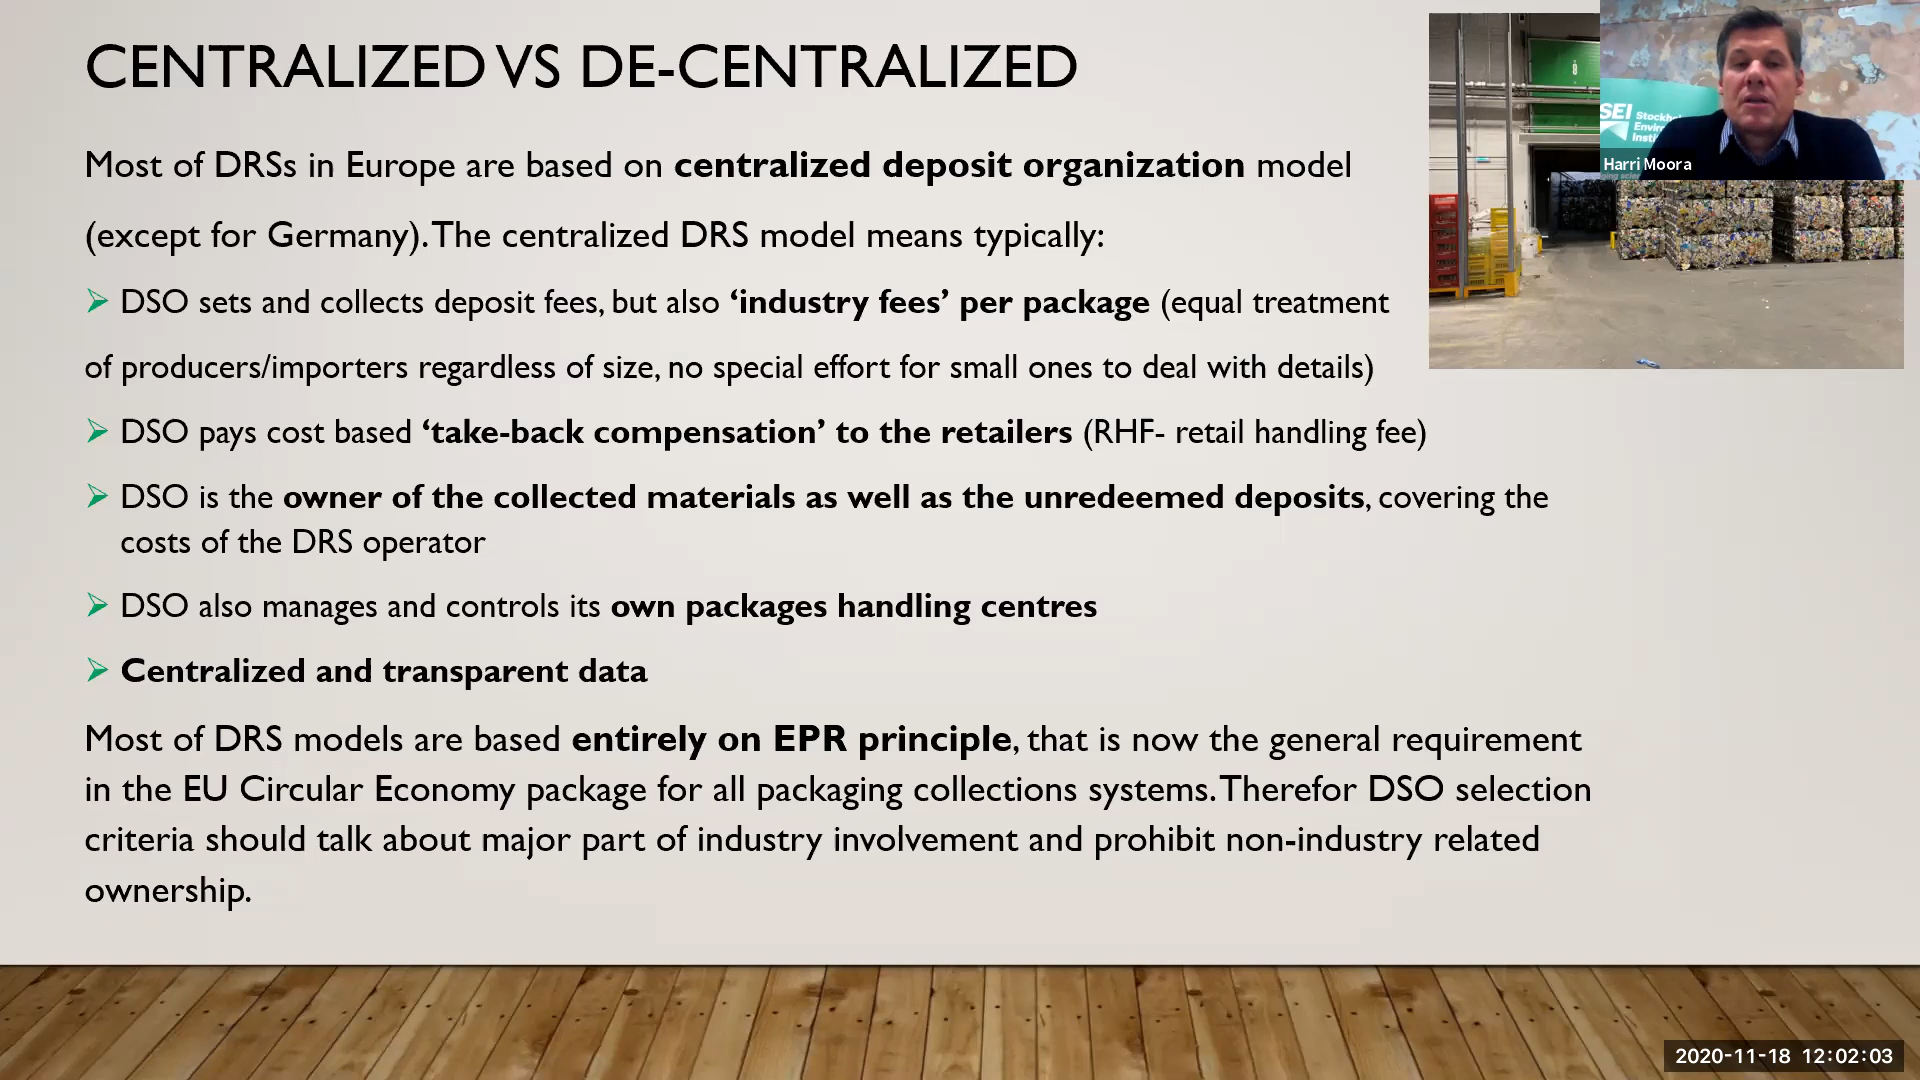 CENTRALIZED VS DE-CENTRALIZED
Most of DRSs in Europe are based on centralized deposit organization model
(except for Germany). The centralized DRS model means typically:
DSO sets and collects deposit fees, but also ‘industry fees’ per package (equal treatment
of producers/importers regardless of size, no special effort for small ones to deal with details)
DSO pays cost based ‘take-back compensation’ to the retailers (RHF- retail handling fee)
DSO is the owner of the collected materials as well as the unredeemed deposits, covering the
costs of the DRS operator
DSO also manages and controls its own packages handling centres
Centralized and transparent data
Most of DRS models are based entirely on EPR principle, that is now the general requirement
in the EU Circular Economy package for all packaging collections systems. Therefor DSO selection
criteria should talk about major part of industry involvement and prohibit non-industry related
ownership.
SEI
Harri Moora
2020-11-18 12:02:03